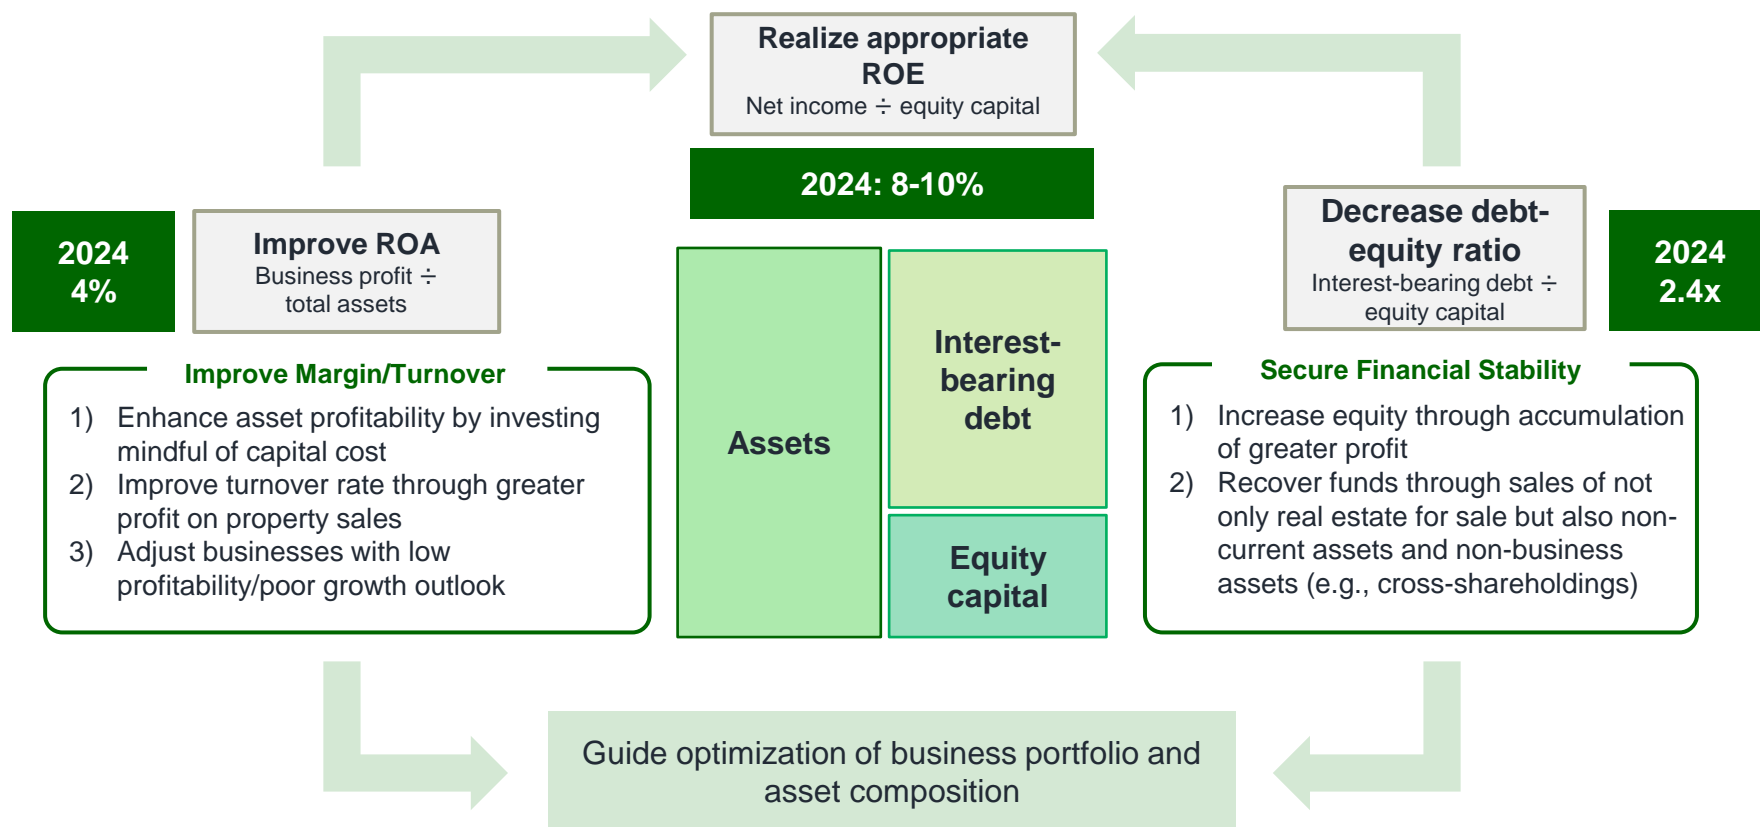 Realize appropriate
ROE
Net income ÷ equity capital
2024: 8-10%
2024
4%
Improve ROA
Business profit ÷
total assets
Decrease debt-
equity ratio
Interest-bearing debt ÷
equity capital
2024
2.4x
Improve Margin/Turnover
1) Enhance asset profitability by investing
mindful of capital cost
2) Improve turnover rate through greater
profit on property sales
3) Adjust businesses with low
profitability/poor growth outlook
Assets
Interest-
bearing
debt
Equity
capital
Secure Financial Stability
1) Increase equity through accumulation
of greater profit
2) Recover funds through sales of not
only real estate for sale but also non-
current assets and non-business
assets (e.g., cross-shareholdings)
Guide optimization of business portfolio and
asset composition